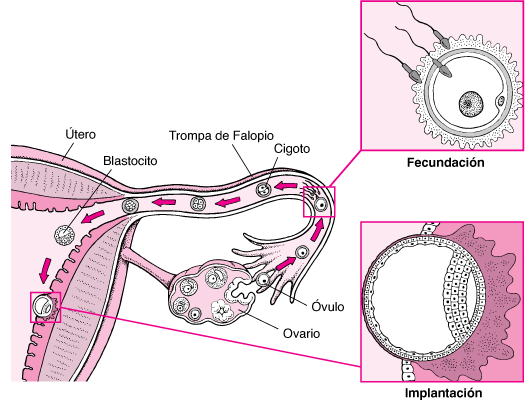 Útero
Trompa de Falopio
Cigoto
Blastocito
Fecundación
Óvulo
Ovario
Implantación